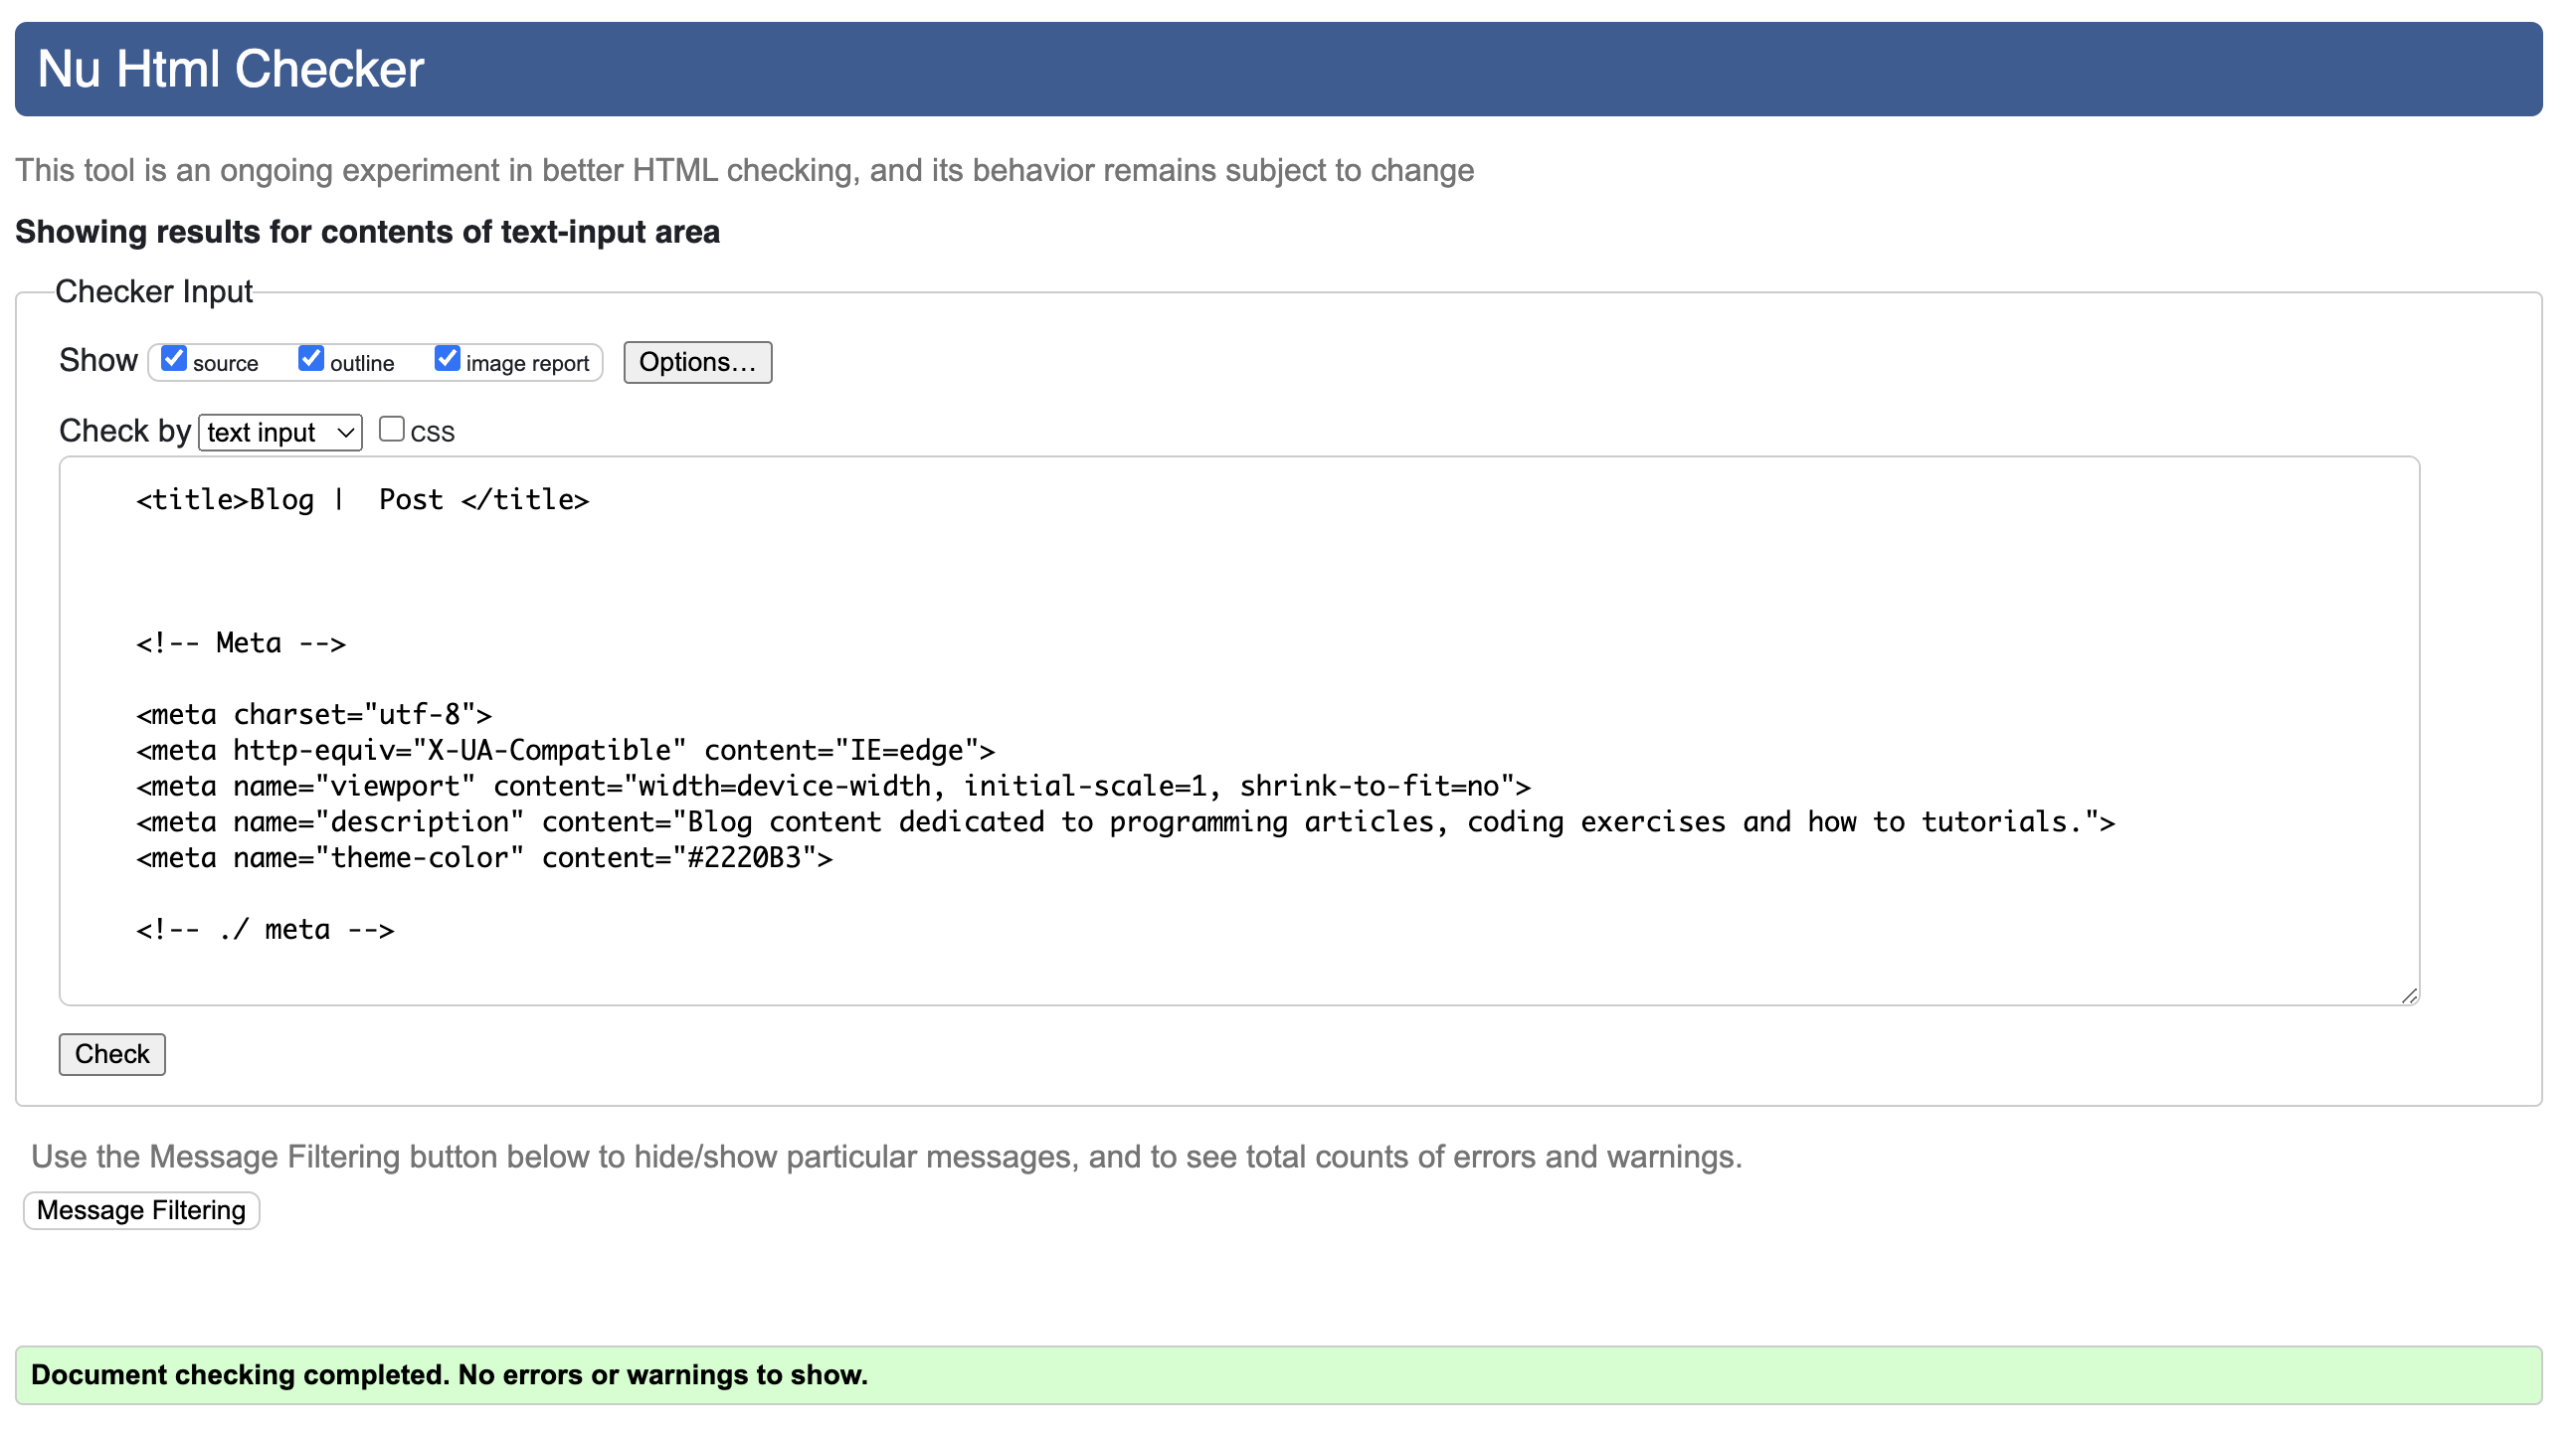 Nu Html Checker
This tool is an ongoing experiment in better HTML checking, and its behavior remains subject to change
Showing results for contents of text-input area
Checker Input
Show source outline image report Options...
Check by text input CSS
<title>Blog |  Post </title>
<!-- Meta -->
<meta charset="utf-8">
<meta http-equiv="X-UA-Compatible" content="IE=edge">
<meta name="viewport" content="width=device-width, initial-scale=1, shrink-to-fit=no">
<meta name="description" content="Blog content dedicated to programming articles, coding exercises and how to tutorials.">
<meta name="theme-color" content="#2220B3">
<!-- ./ meta -->
Check
Use the Message Filtering button below to hide/show particular messages, and to see total counts of errors and warnings.
Message Filtering
Document checking completed. No errors or warnings to show.